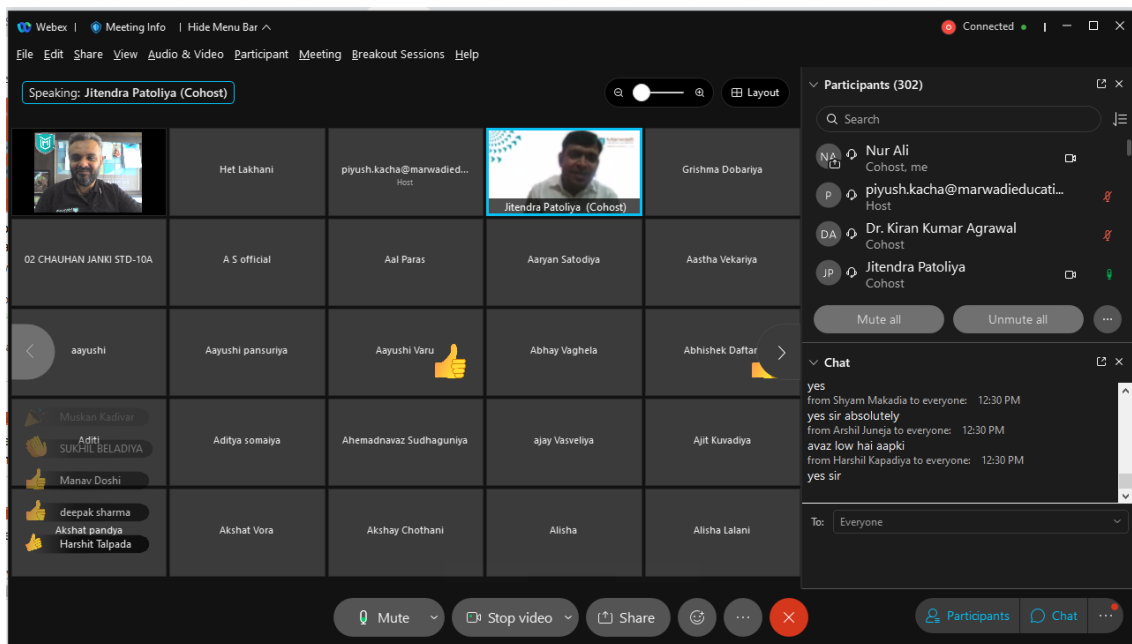 Webex | Meeting Info | Hide Menu Bar
Connected
File Edit Share View Audio & Video Participant Meeting Breakout Sessions Help
Speaking: Jitendra Patoliya (Cohost)
Layout
Het Lakhani
piyush.kacha@marwadied...
Host
Jitendra Patoliya (Cohost)
Grishma Dobariya
02 CHAUHAN JANKI STD-10A
A S official
Aal Paras
Aaryan Satodiya
Aastha Vekariya
aayushi
Aayushi pansuriya
Aayushi Varu
Abhay Vaghela
Abhishek Daftar
Muskan Kadivar
Aditi
SUKHIL BELADIYA
Manav Doshi
Aditya somaiya
Ahemadnavaz Sudhaguniya
ajay Vasveliya
Ajit Kuvadiya
deepak sharma
Akshat pandya
Harshit Talpada
Akshat Vora
Akshay Chothani
Alisha
Alisha Lalani
Participants (302)
Search
NA
Nur Ali
Cohost, me
P
piyush.kacha@marwadieducati...
Host
DA
Dr. Kiran Kumar Agrawal
Cohost
JP
Jitendra Patoliya
Cohost
Mute all
Unmute all
Chat
yes
from Shyam Makadia to everyone: 12:30 PM
yes sir absolutely
from Arshil Juneja to everyone: 12:30 PM
avaz low hai aapki
from Harshil Kapadiya to everyone: 12:30 PM
yes sir
To: Everyone
Mute
Stop video
Share
Participants
Chat